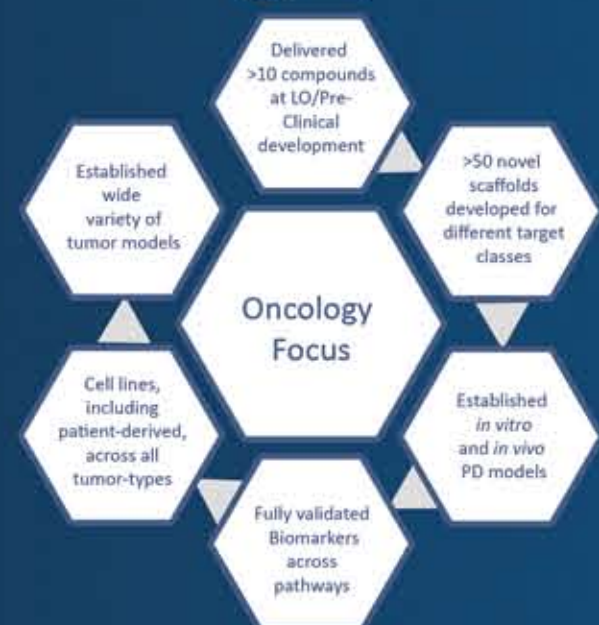 Delivered
>10 compounds
at LO/Pre-
Clinical
development
>50 novel
scaffolds
developed for
different target
classes
Established
in vitro
and in vivo
PD models
Fully validated
Biomarkers
across
pathways
Cell lines,
including
patient-derived,
across all
tumor-types
Established
wide
variety of
tumor models
Oncology
Focus